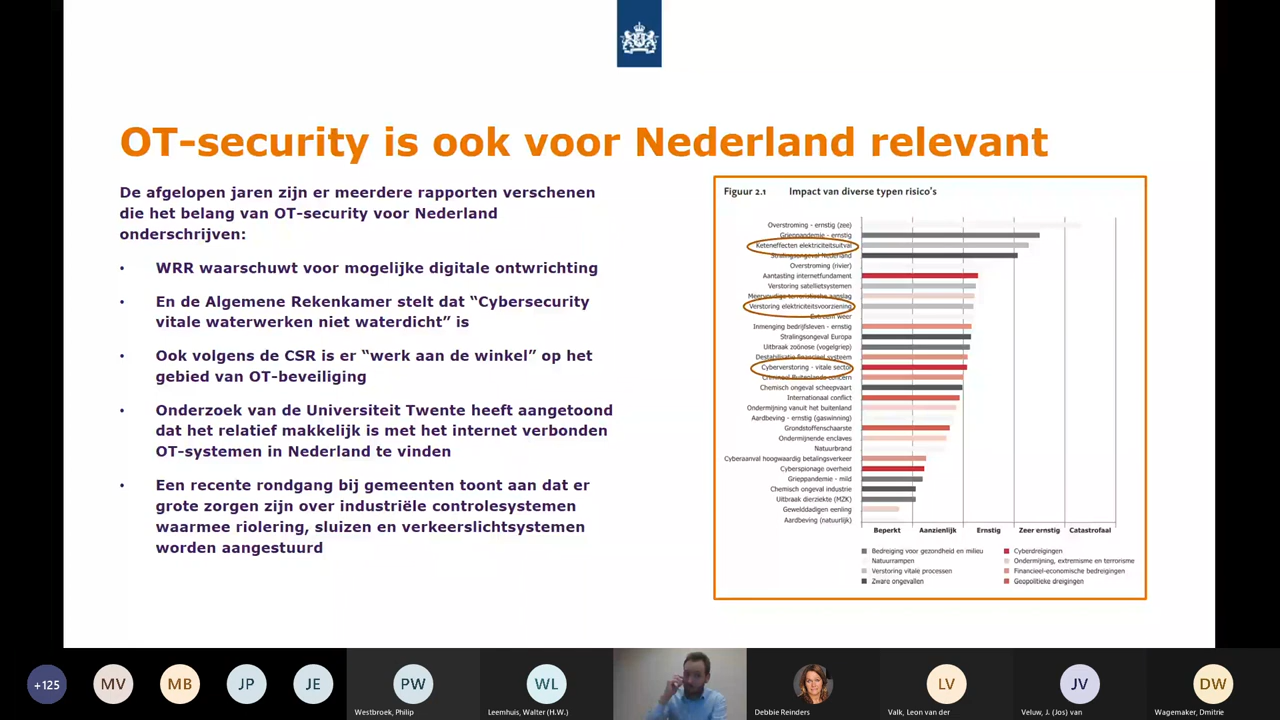 OT-security is ook voor Nederland relevant
De afgelopen jaren zijn er meerdere rapporten verschenen
die het belang van OT-security voor Nederland
onderschrijven:
• WRR waarschuwt voor mogelijke digitale ontwrichting
• En de Algemene Rekenkamer stelt dat “Cybersecurity
vitale waterwerken niet waterdicht” is
• Ook volgens de CSR is er “werk aan de winkel” op het
gebied van OT-beveiliging
• Onderzoek van de Universiteit Twente heeft aangetoond
dat het relatief makkelijk is met het internet verbonden
OT-systemen in Nederland te vinden
• Een recente rondgang bij gemeenten toont aan dat er
grote zorgen zijn over industriële controlesystemen
waarmee riolering, sluizen en verkeerslichtsystemen
worden aangestuurd
Figuur 2.1 Impact van diverse typen risico's
Overstroming - ernstig (zee)
Grieppandemie - ernstig
Keteneffecten elektriciteitsuitval
Stralingsongeval Nederland
Overstroming (rivier)
Aantasting internetfundament
Verstoring satellietsystemen
Meervoudige terroristische aanslag
Verstoring elektriciteitsvoorziening
Extreem weer
Inmenging bedrijfsleven - ernstig
Stralingsongeval Europa
Uitbraak zoönose (vogelgriep)
Destabilisatie financieel systeem
Cyberverstoring - vitale sector
Crimineel buitenlands concern
Chemisch ongeval scheepvaart
Internationaal conflict
Ondermijning vanuit het buitenland
Aardbeving - ernstig (gaswinning)
Grondstoffenschaarste
Ondermijnende enclaves
Natuurbrand
Cyberaanval hoogwaardig betalingsverkeer
Cyberspionage overheid
Grieppandemie - mild
Chemisch ongeval industrie
Uitbraak dierziekte (MZK)
Gewelddadigen eenling
Aardbeving (natuurlijk)
Beperkt Aanzienlijk Ernstig Zeer ernstig Catastrofaal
Bedreiging voor gezondheid en milieu
Natuurrampen
Verstoring vitale processen
Zware ongevallen
Cyberdreigingen
Ondermijning, extremisme en terrorisme
Financieel-economische bedreigingen
Geopolitieke dreigingen
+125 MV MB JP JE PW WL LV JV DW
Westbroek, Philip
Leemhuis, Walter (H.W.)
Debbie Reinders
Valk, Leon van der
Veluw, J. (Jos) van
Wagemaker, Dmitrie